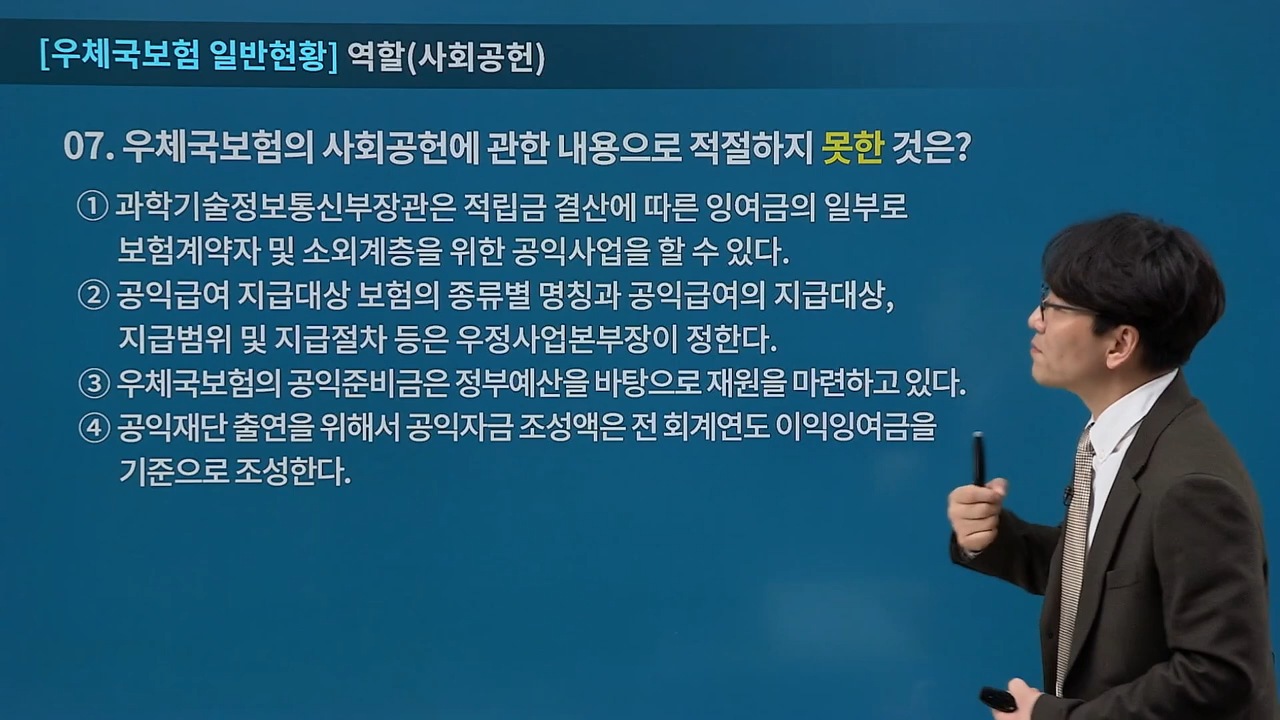 [우체국보험 일반현황] 역할(사회공헌)
07. 우체국보험의 사회공헌에 관한 내용으로 적절하지 못한 것은?
① 과학기술정보통신부장관은 적립금 결산에 따른 잉여금의 일부로
보험계약자 및 소외계층을 위한 공익사업을 할 수 있다.
② 공익급여 지급대상 보험의 종류별 명칭과 공익급여의 지급대상,
지급범위 및 지급절차 등은 우정사업본부장이 정한다.
③ 우체국보험의 공익준비금은 정부예산을 바탕으로 재원을 마련하고 있다.
④ 공익재단 출연을 위해서 공익자금 조성액은 전 회계연도 이익잉여금을
기준으로 조성한다.